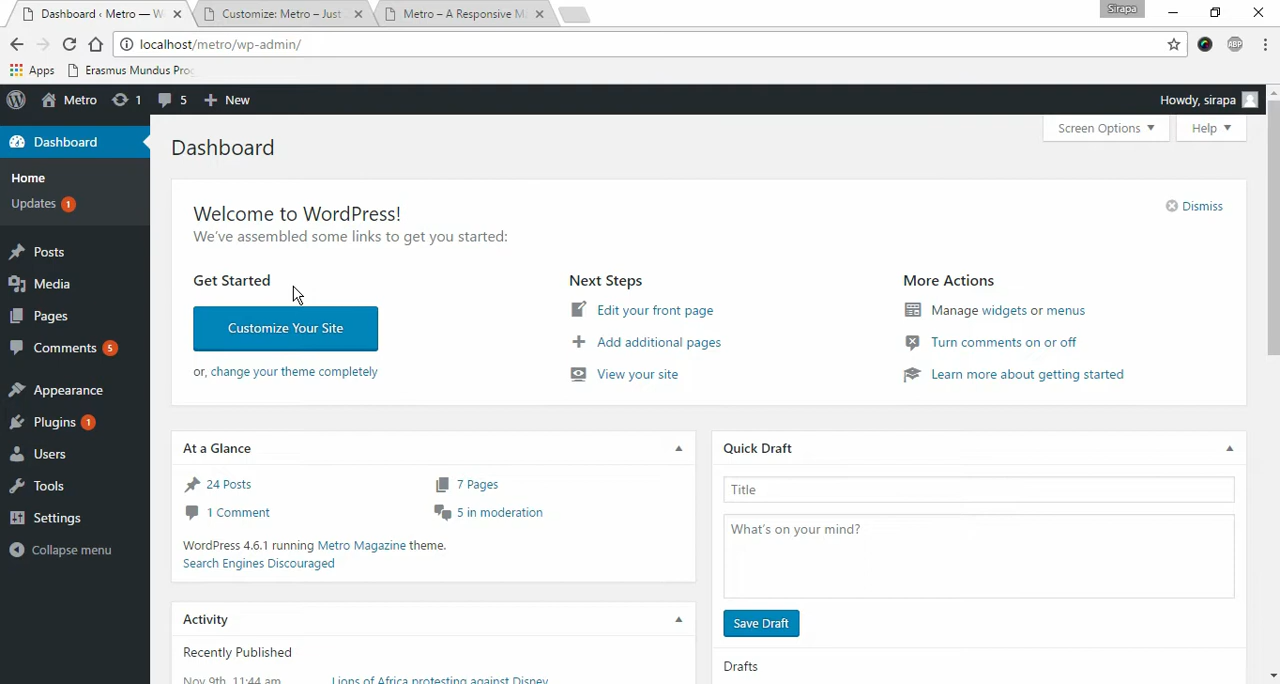 Dashboard ‹ Metro — W
Customize: Metro – Just
Metro – A Responsive M
Sirapa
localhost/metro/wp-admin/
ABP
Apps
Erasmus Mundus Prog
Metro
1
5
New
Howdy, sirapa
Dashboard
Home
Updates 1
Posts
Media
Pages
Comments 5
Appearance
Plugins 1
Users
Tools
Settings
Collapse menu
Screen Options
Help
Dashboard
Welcome to WordPress!
We've assembled some links to get you started:
Dismiss
Get Started
Customize Your Site
or, change your theme completely
Next Steps
Edit your front page
Add additional pages
View your site
More Actions
Manage widgets or menus
Turn comments on or off
Learn more about getting started
At a Glance
24 Posts
7 Pages
1 Comment
5 in moderation
WordPress 4.6.1 running Metro Magazine theme.
Search Engines Discouraged
Activity
Recently Published
Nov 9th, 11:44 am
Lions of Africa protesting against Disney
Quick Draft
Title
What's on your mind?
Save Draft
Drafts